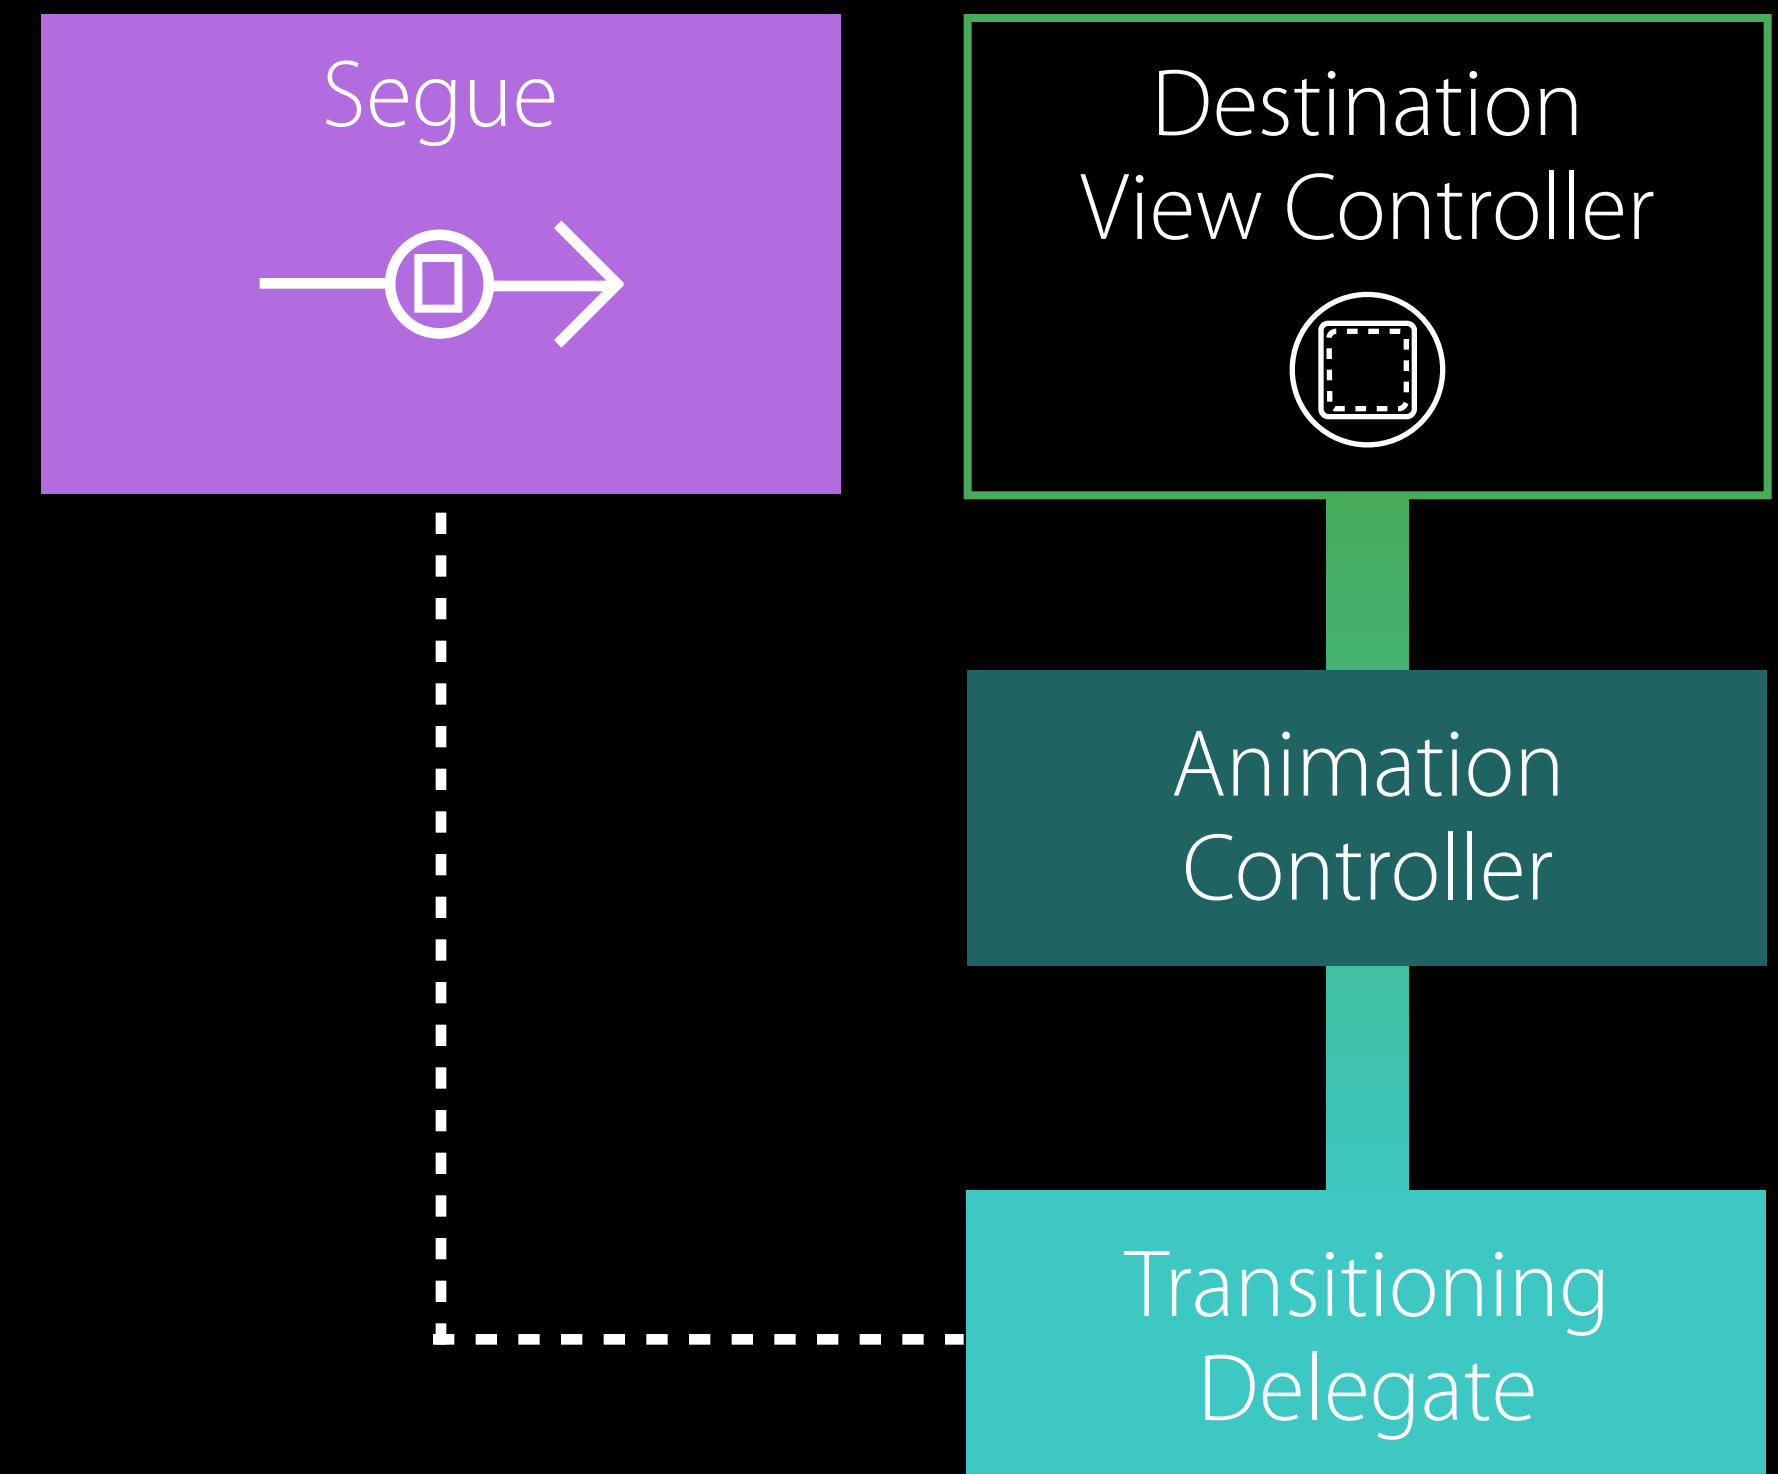 Segue
Destination
View Controller
Animation
Controller
Transitioning
Delegate